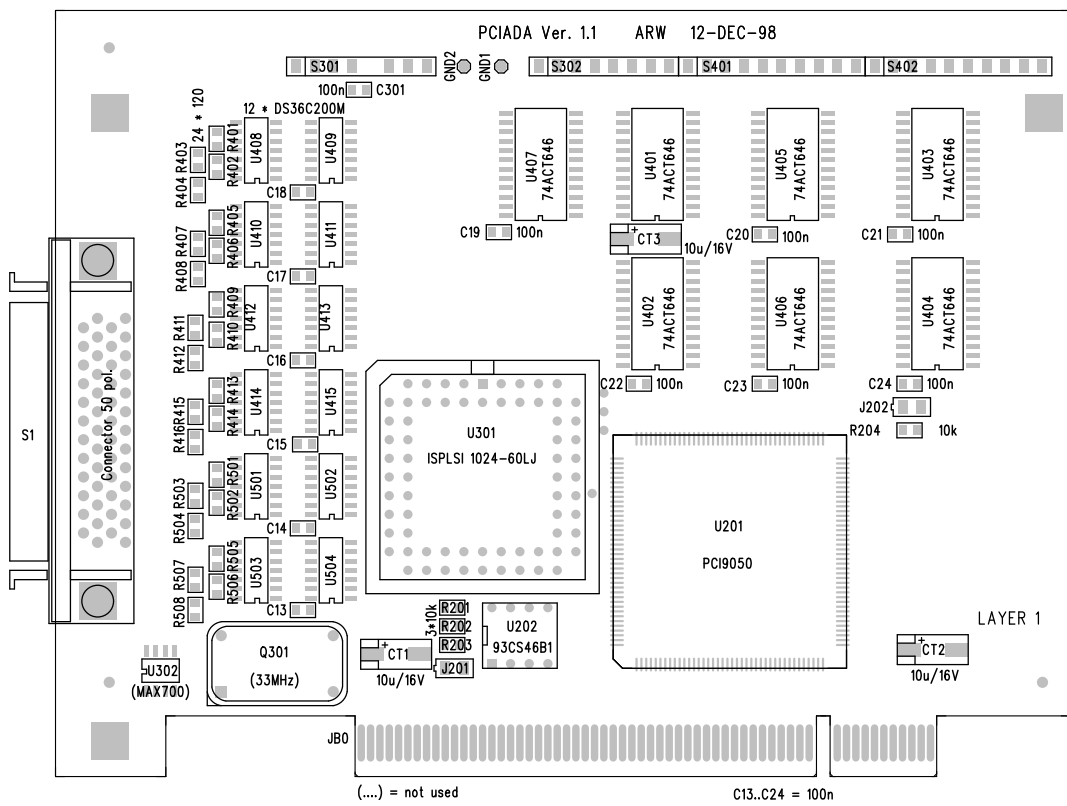 PCIADA Ver. 1.1 ARW 12-DEC-98
S301
GND2
GND1
S302
S401
S402
100n C301
24 * 120
12 * DS36C200M
R403
R404
R401
R402
U408
U409
C18
U407
74ACT646
U401
74ACT646
U405
74ACT646
U403
74ACT646
C19 100n
CT3
10u/16V
C20 100n
C21 100n
R407
R408
R405
R406
U410
U411
C17
R411
R412
R409
R410
U412
U413
C16
U402
74ACT646
U406
74ACT646
U404
74ACT646
C22 100n
C23 100n
C24 100n
J202
R204 10k
S1
Connector 50 pol.
R415
R416
R413
R414
U414
U415
C15
U301
ISPLSI 1024-60LJ
R503
R504
R501
R502
U501
U502
C14
U201
PCI9050
R507
R508
R505
R506
U503
U504
C13
3*10k
R201
R202
R203
J201
U202
93CS46B1
LAYER 1
U302
(MAX700)
Q301
(33MHz)
+
CT1
10u/16V
+
CT2
10u/16V
+
JB0
(....) = not used
C13..C24 = 100n